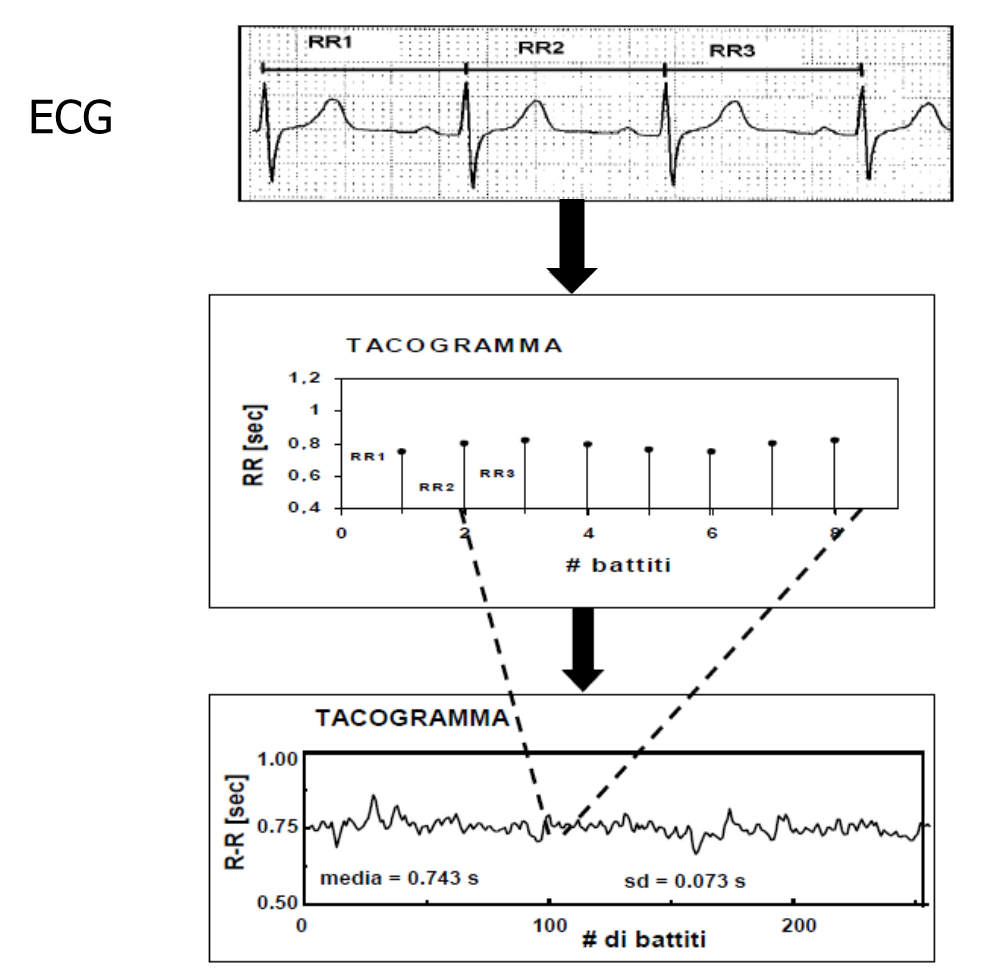 RR1
RR2
RR3
ECG
TACOGRAMMA
1,2
1
0,8
0,6
0,4
RR [sec]
RR1
RR2
RR3
0
2
4
6
8
# battiti
TACOGRAMMA
1.00
0.75
0.50
R-R [sec]
media = 0.743 s
sd = 0.073 s
0
100
200
# di battiti